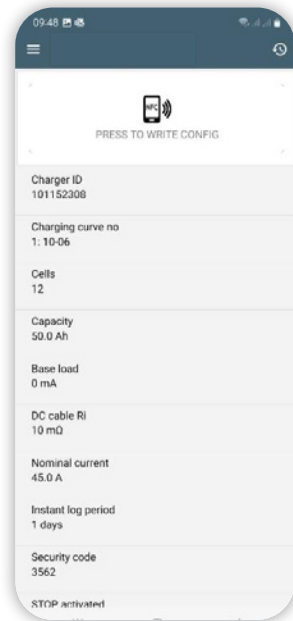 09:48
NFC
PRESS TO WRITE CONFIG
Charger ID
101152308
Charging curve no
1: 10-06
Cells
12
Capacity
50.0 Ah
Base load
0 mA
DC cable Ri
10 mΩ
Nominal current
45.0 A
Instant log period
1 days
Security code
3562
STOP activated